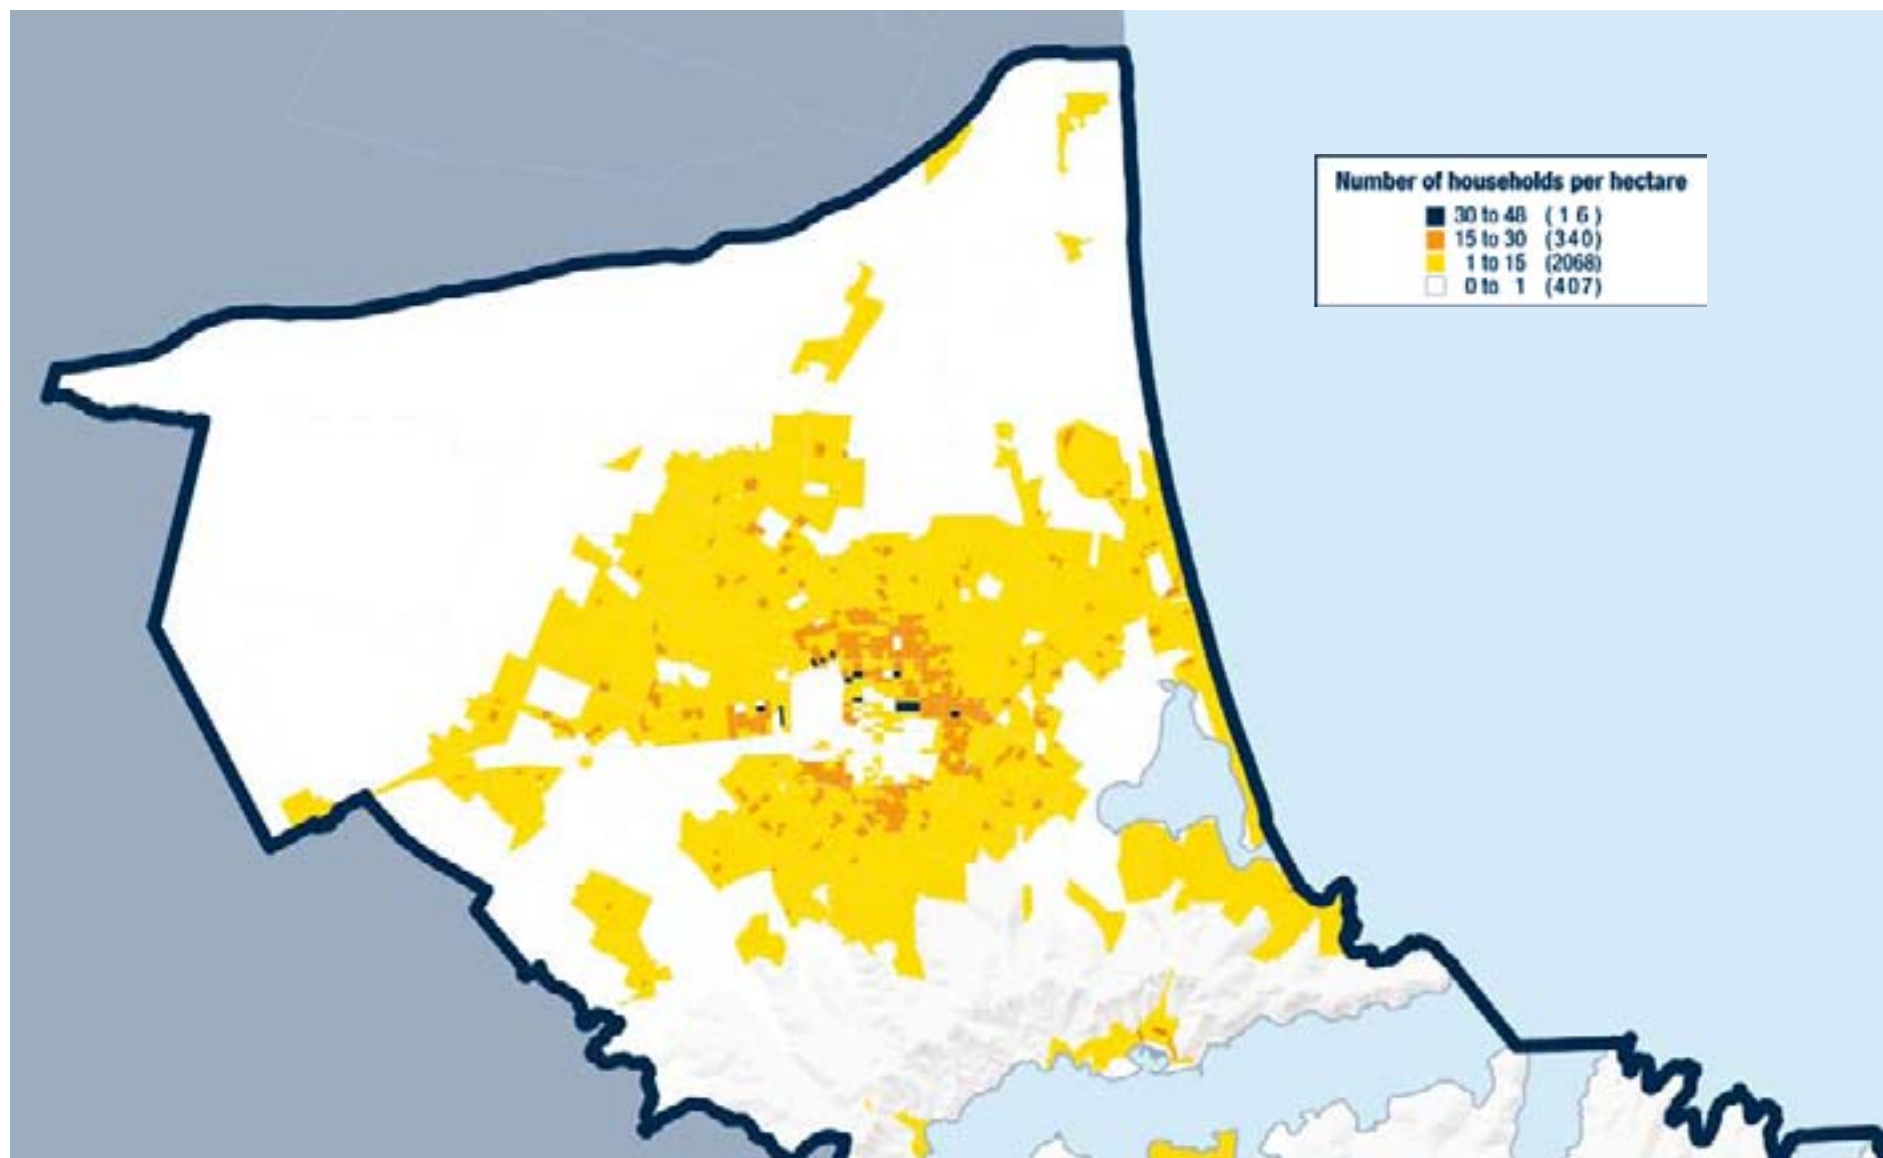 Number of households per hectare
30 to 48 (16)
15 to 30 (340)
1 to 15 (2068)
0 to 1 (407)